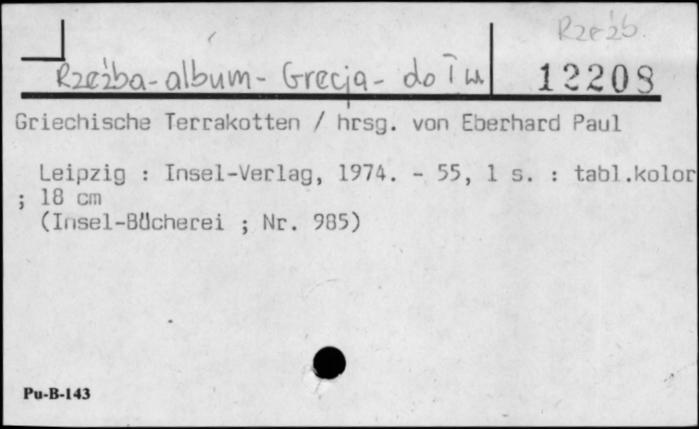 Rzeźb.
Rzeźba-album-Grecja-do I w. 12208
Griechische Terrakotten / hrsg. von Eberhard Paul
Leipzig : Insel-Verlag, 1974. - 55, 1 s. : tabl.kolor
; 18 cm
(Insel-Bücherei ; Nr. 985)
Pu-B-143